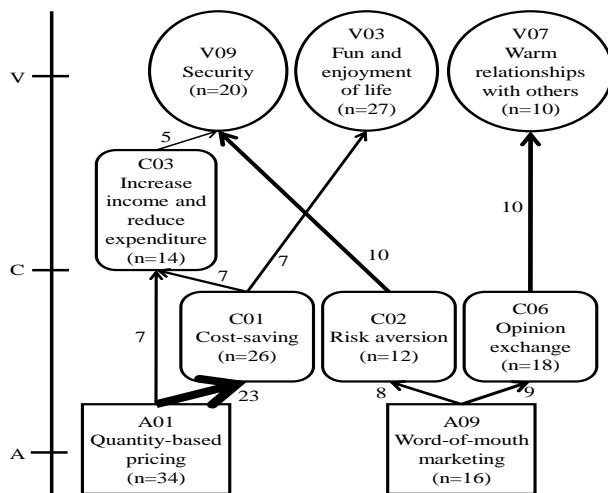 V
C
A
V09
Security
(n=20)
V03
Fun and
enjoyment
of life
(n=27)
V07
Warm
relationships
with others
(n=10)
5
C03
Increase
income and
reduce
expenditure
(n=14)
7
7
10
10
7
C01
Cost-saving
(n=26)
C02
Risk aversion
(n=12)
C06
Opinion
exchange
(n=18)
23
8
9
A01
Quantity-based
pricing
(n=34)
A09
Word-of-mouth
marketing
(n=16)